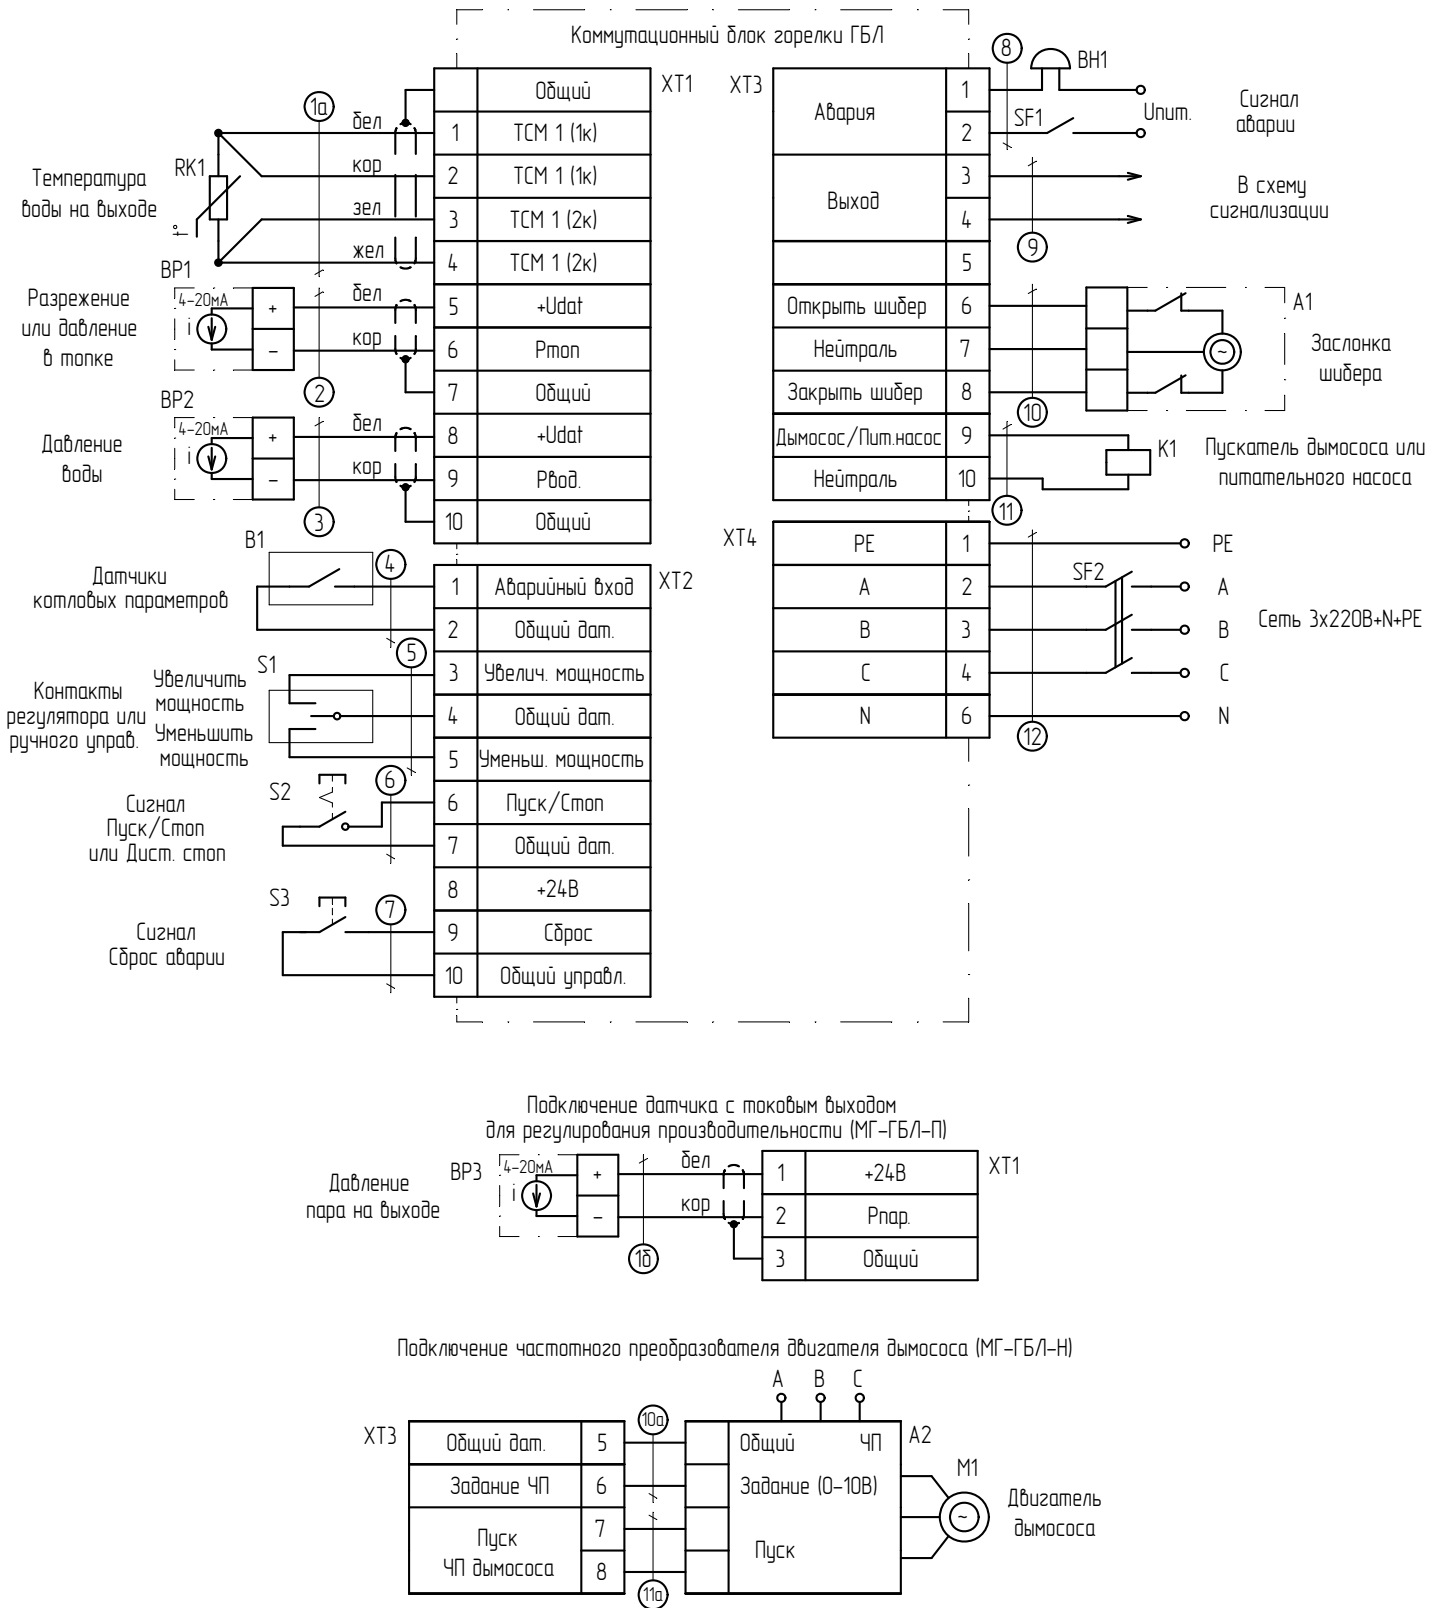 Коммутационный блок горелки ГБЛ
XT1
Общий
1 ТСМ 1 (1к)
2 ТСМ 1 (1к)
3 ТСМ 1 (2к)
4 ТСМ 1 (2к)
5 +Udat
6 Pтоп
7 Общий
8 +Udat
9 Pвод.
10 Общий
1а
бел
кор
зел
жел
RK1
t°
Температура
воды на выходе
BP1
4-20мА
i
+
−
бел
кор
2
Разрежение
или давление
в топке
BP2
4-20мА
i
+
−
бел
кор
3
Давление
воды
XT2
1 Аварийный вход
2 Общий дат.
3 Увелич. мощность
4 Общий дат.
5 Уменьш. мощность
6 Пуск/Стоп
7 Общий дат.
8 +24В
9 Сброс
10 Общий управл.
B1
4
Датчики
котловых параметров
S1
5
Увеличить
мощность
Уменьшить
мощность
Контакты
регулятора или
ручного управ.
S2
6
Сигнал
Пуск/Стоп
или Дист. стоп
S3
7
Сигнал
Сброс аварии
XT3
Авария 1
2
Выход 3
4
5
Открыть шибер 6
Нейтраль 7
Закрыть шибер 8
Дымосос/Пит.насос 9
Нейтраль 10
8
BH1
SF1
Uпит.
Сигнал
аварии
9
В схему
сигнализации
10
A1
~
Заслонка
шибера
11
K1
Пускатель дымососа или
питательного насоса
XT4
PE 1
A 2
B 3
C 4
N 6
SF2
12
PE
A
B
C
N
Сеть 3х220В+N+PE
Подключение датчика с токовым выходом
для регулирования производительности (МГ-ГБЛ-П)
Давление
пара на выходе
BP3
4-20мА
i
+
−
бел
кор
1б
XT1
1 +24В
2 Рпар.
3 Общий
Подключение частотного преобразователя двигателя дымососа (МГ-ГБЛ-Н)
A B C
XT3
Общий дат. 5
Задание ЧП 6
Пуск
ЧП дымососа
7
8
10а
11а
Общий ЧП
Задание (0-10В)
Пуск
A2
M1
~
Двигатель
дымососа